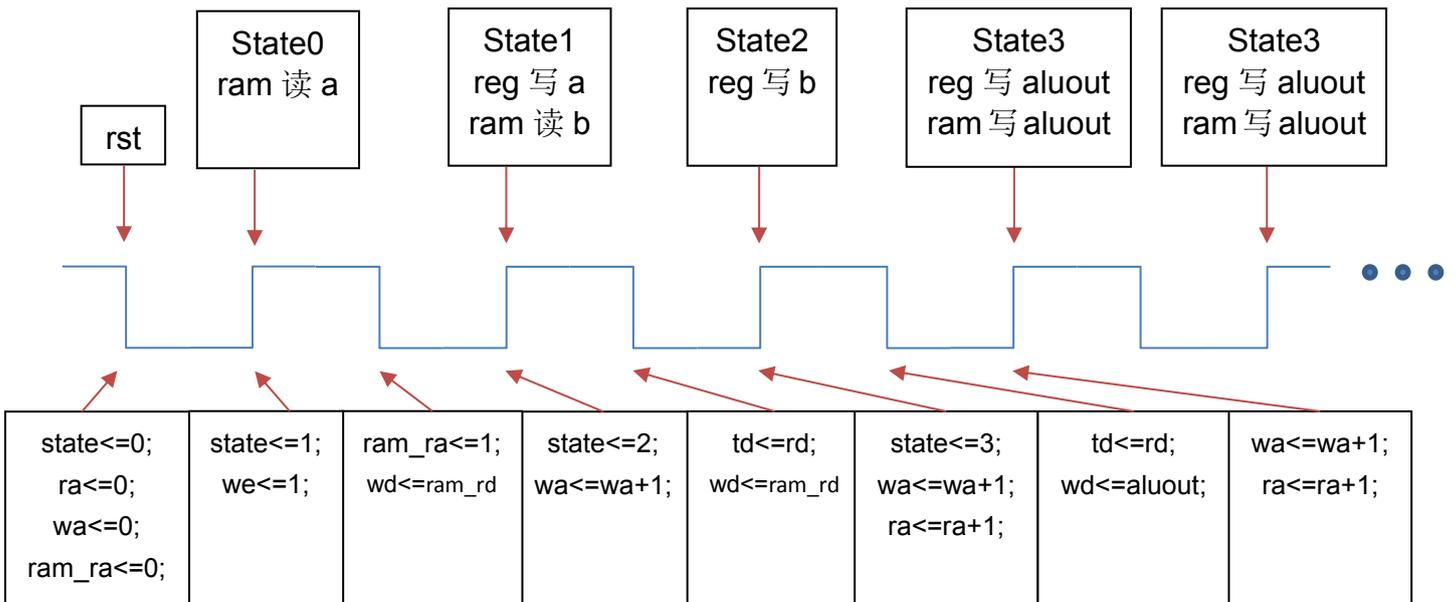 rst
State0
ram 读 a
State1
reg 写 a
ram 读 b
State2
reg 写 b
State3
reg 写 aluout
ram 写 aluout
State3
reg 写 aluout
ram 写 aluout
state<=0;
ra<=0;
wa<=0;
ram_ra<=0;
state<=1;
we<=1;
ram_ra<=1;
wd<=ram_rd
state<=2;
wa<=wa+1;
td<=rd;
wd<=ram_rd
state<=3;
wa<=wa+1;
ra<=ra+1;
td<=rd;
wd<=aluout;
wa<=wa+1;
ra<=ra+1;